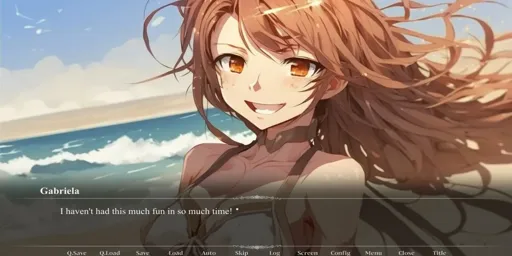 Gabriela
I haven't had this much fun in so much time!
Q.Save Q.Load Save Load Auto Skip Log Screen Config Menu Close Title